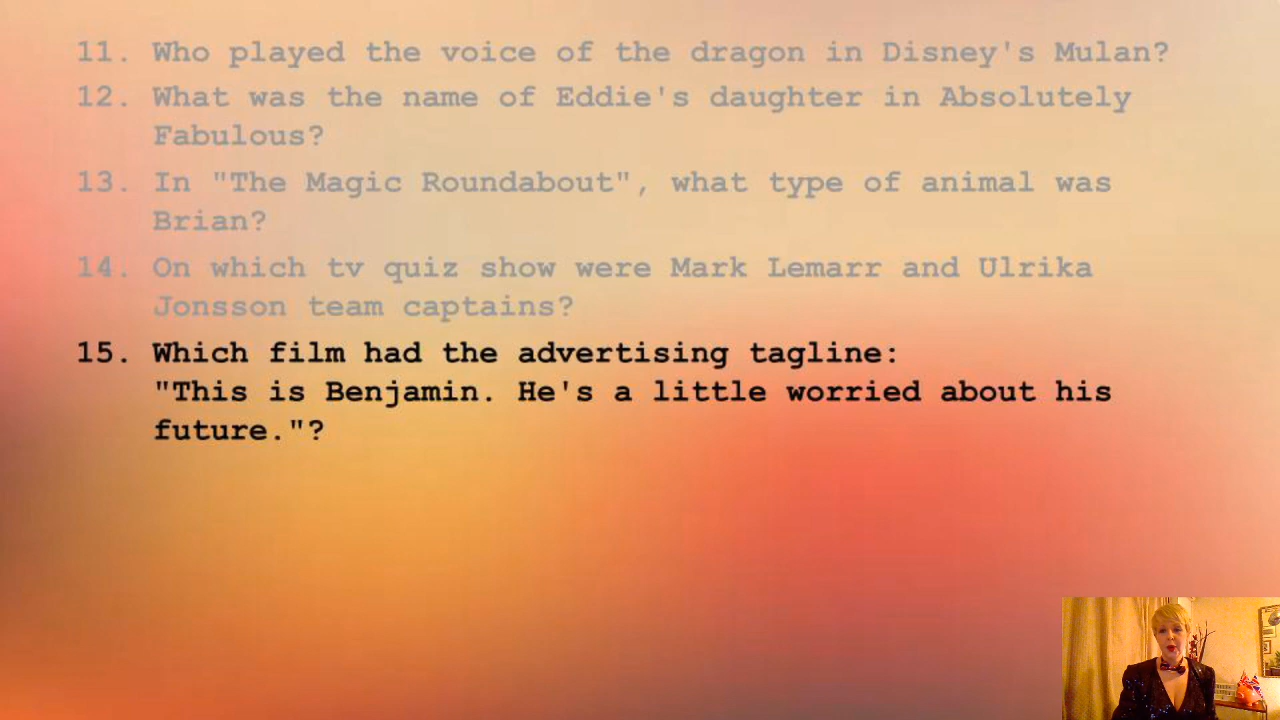 11. Who played the voice of the dragon in Disney's Mulan?
12. What was the name of Eddie's daughter in Absolutely
Fabulous?
13. In "The Magic Roundabout", what type of animal was
Brian?
14. On which tv quiz show were Mark Lemarr and Ulrika
Jonsson team captains?
15. Which film had the advertising tagline:
"This is Benjamin. He's a little worried about his
future."?